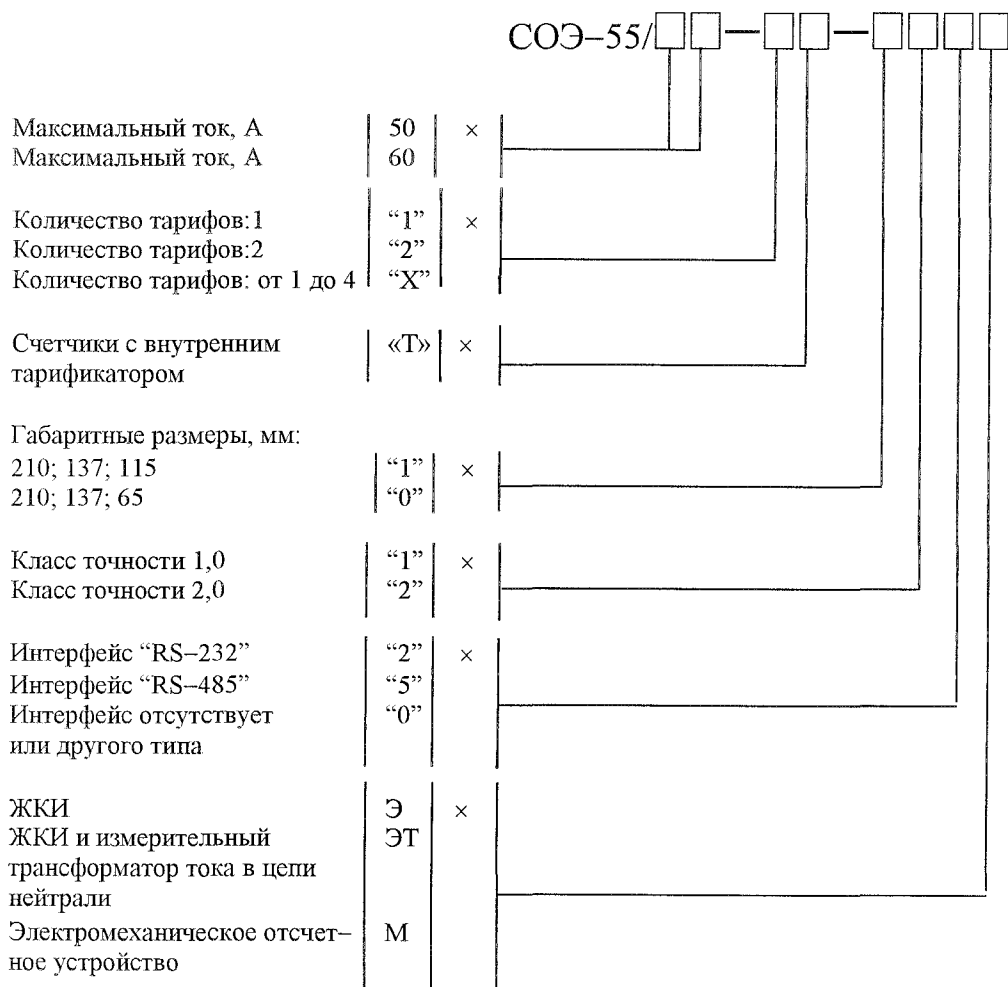 СОЭ–55/ – –
Максимальный ток, А 50 ×
Максимальный ток, А 60
Количество тарифов:1 “1” ×
Количество тарифов:2 “2”
Количество тарифов: от 1 до 4 “X”
Счетчики с внутренним «Т» ×
тарификатором
Габаритные размеры, мм:
210; 137; 115 “1” ×
210; 137; 65 “0”
Класс точности 1,0 “1” ×
Класс точности 2,0 “2”
Интерфейс “RS–232” “2” ×
Интерфейс “RS–485” “5”
Интерфейс отсутствует “0”
или другого типа
ЖКИ Э ×
ЖКИ и измерительный ЭТ
трансформатор тока в цепи
нейтрали
Электромеханическое отсчет– М
ное устройство